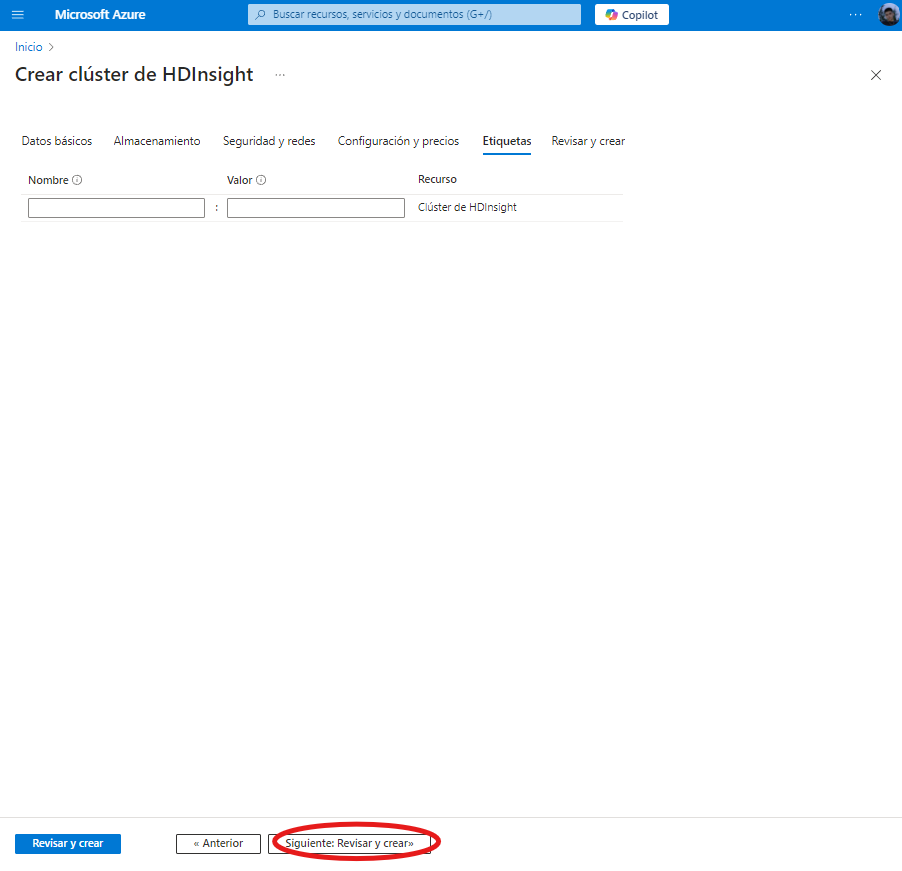 Microsoft Azure
Buscar recursos, servicios y documentos (G+/)
Copilot
Inicio >
Crear clúster de HDInsight ...
Datos básicos Almacenamiento Seguridad y redes Configuración y precios Etiquetas Revisar y crear
Nombre Valor Recurso
: Clúster de HDInsight
Revisar y crear « Anterior Siguiente: Revisar y crear»